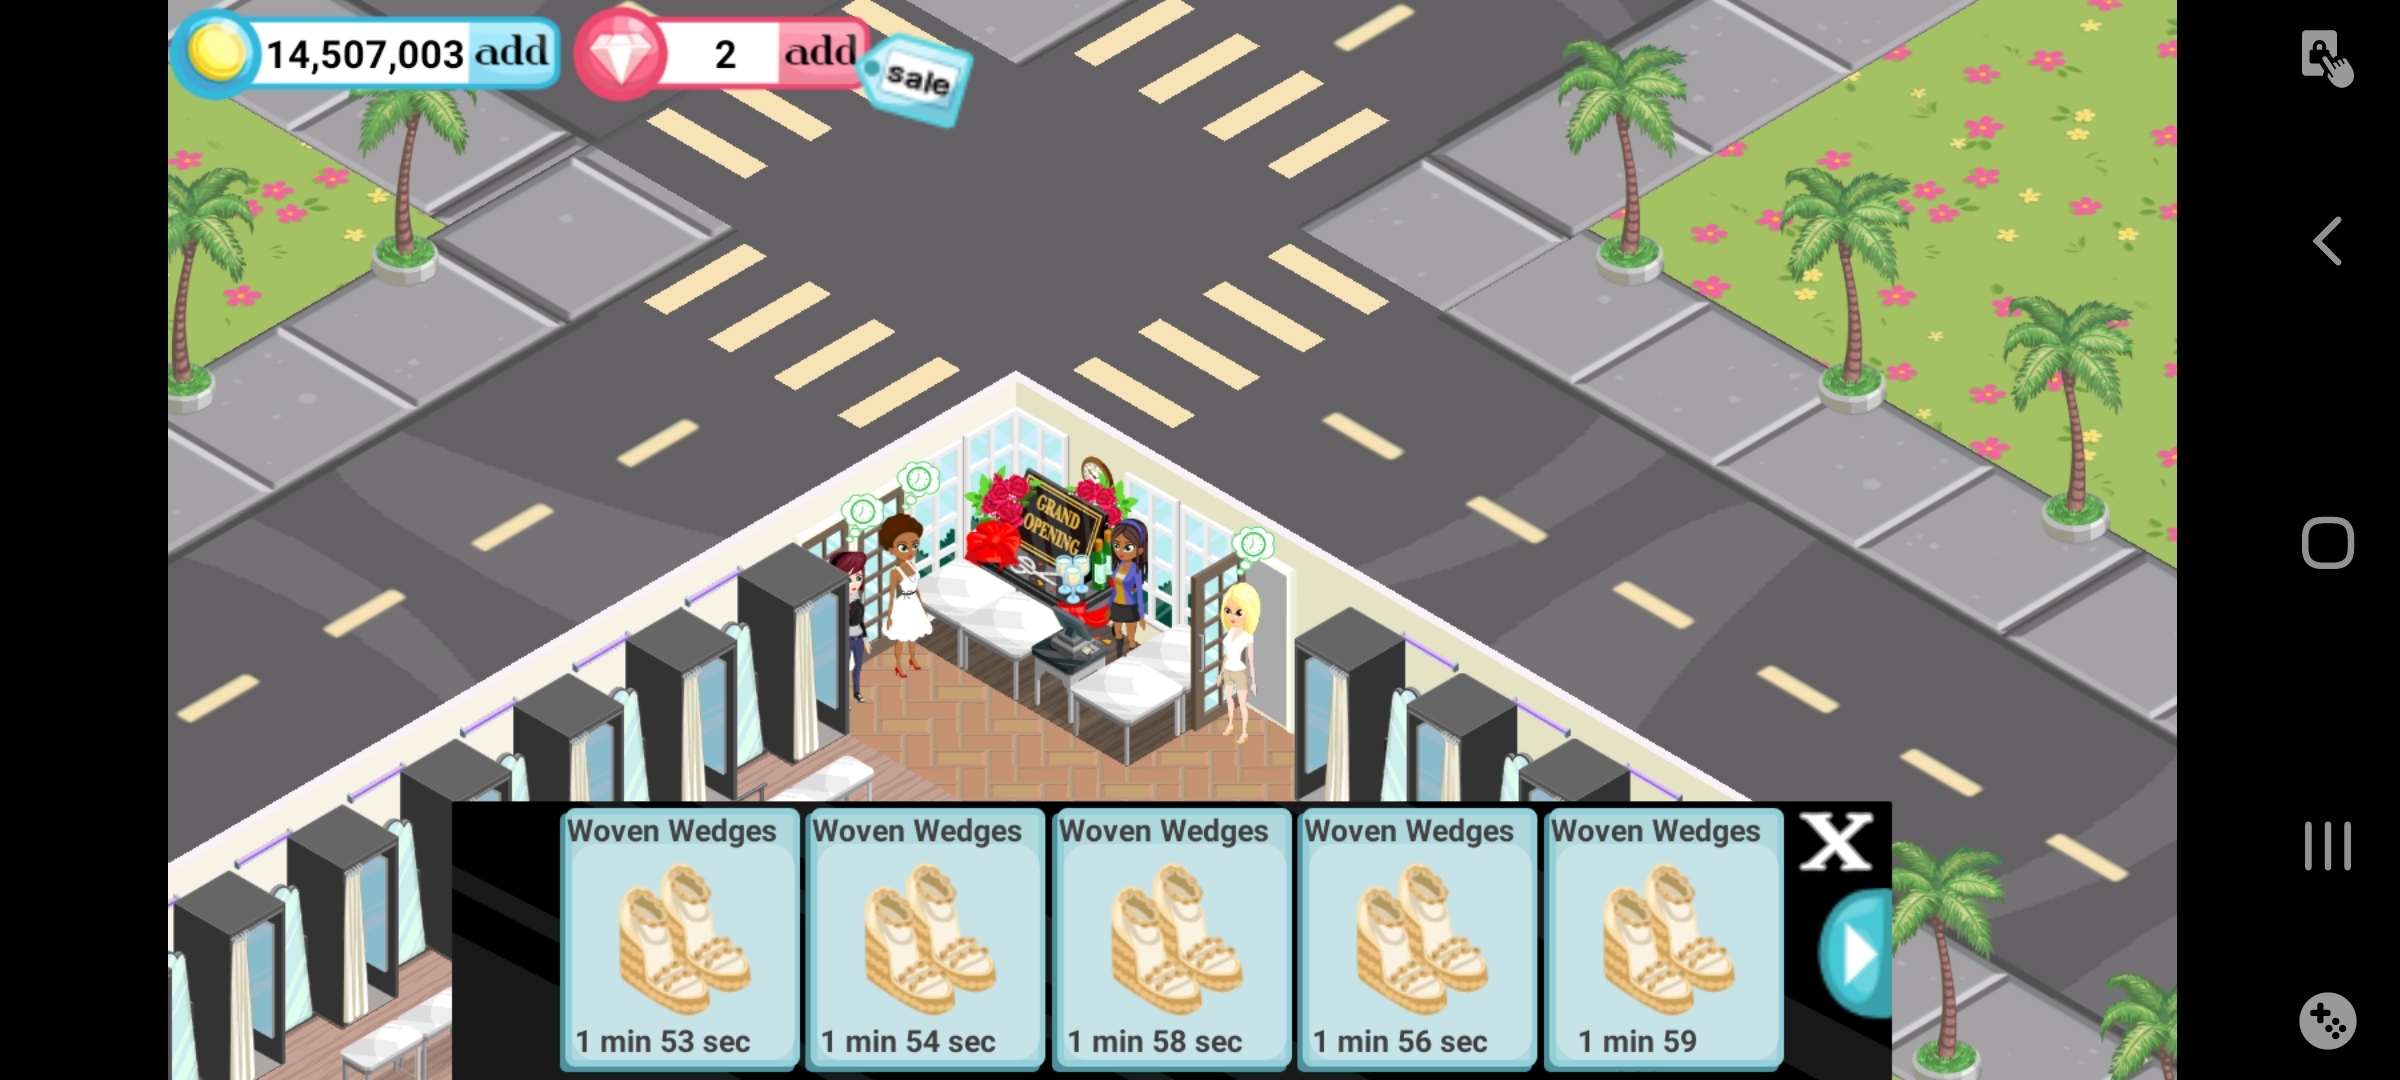 14,507,003 add
2 add
sale
GRAND
OPENING
Woven Wedges
1 min 53 sec
Woven Wedges
1 min 54 sec
Woven Wedges
1 min 58 sec
Woven Wedges
1 min 56 sec
Woven Wedges
1 min 59
X